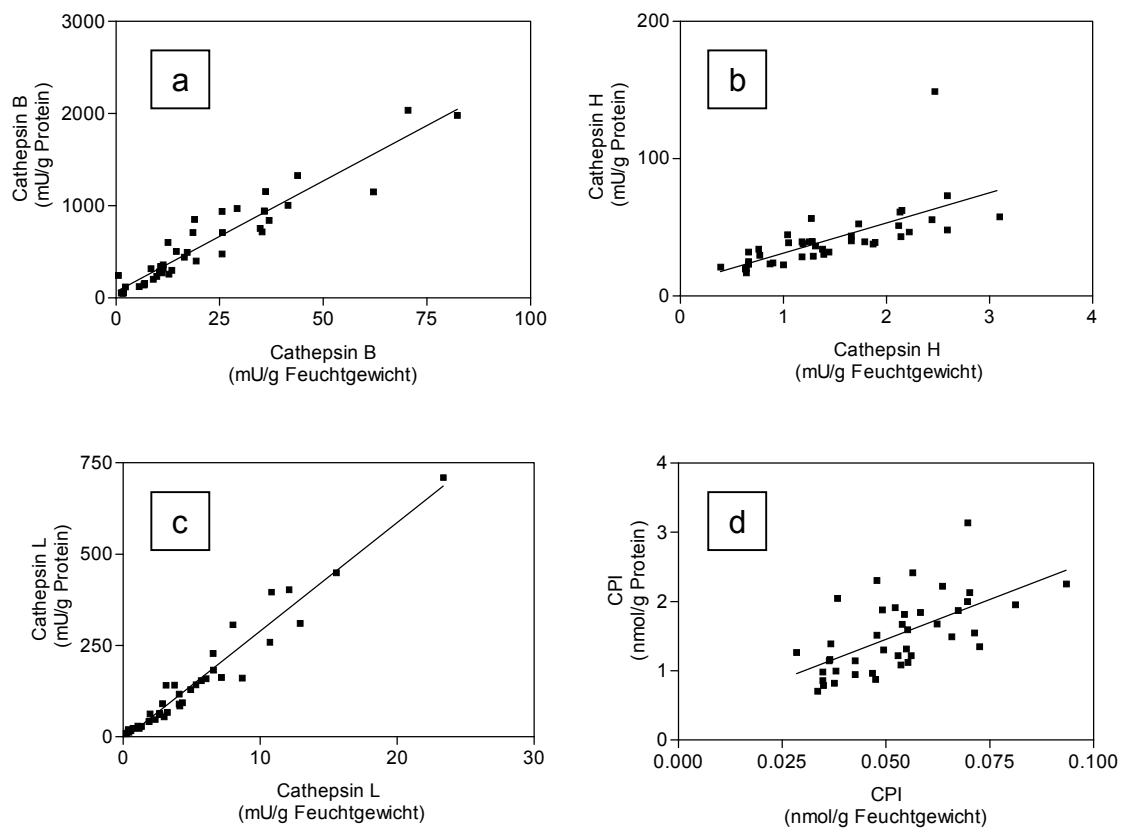 a
Cathepsin B
(mU/g Protein)
3000
2000
1000
0
0 25 50 75 100
Cathepsin B
(mU/g Feuchtgewicht)
b
Cathepsin H
(mU/g Protein)
200
100
0
0 1 2 3 4
Cathepsin H
(mU/g Feuchtgewicht)
c
Cathepsin L
(mU/g Protein)
750
500
250
0
0 10 20 30
Cathepsin L
(mU/g Feuchtgewicht)
d
CPI
(nmol/g Protein)
4
3
2
1
0
0.000 0.025 0.050 0.075 0.100
CPI
(nmol/g Feuchtgewicht)